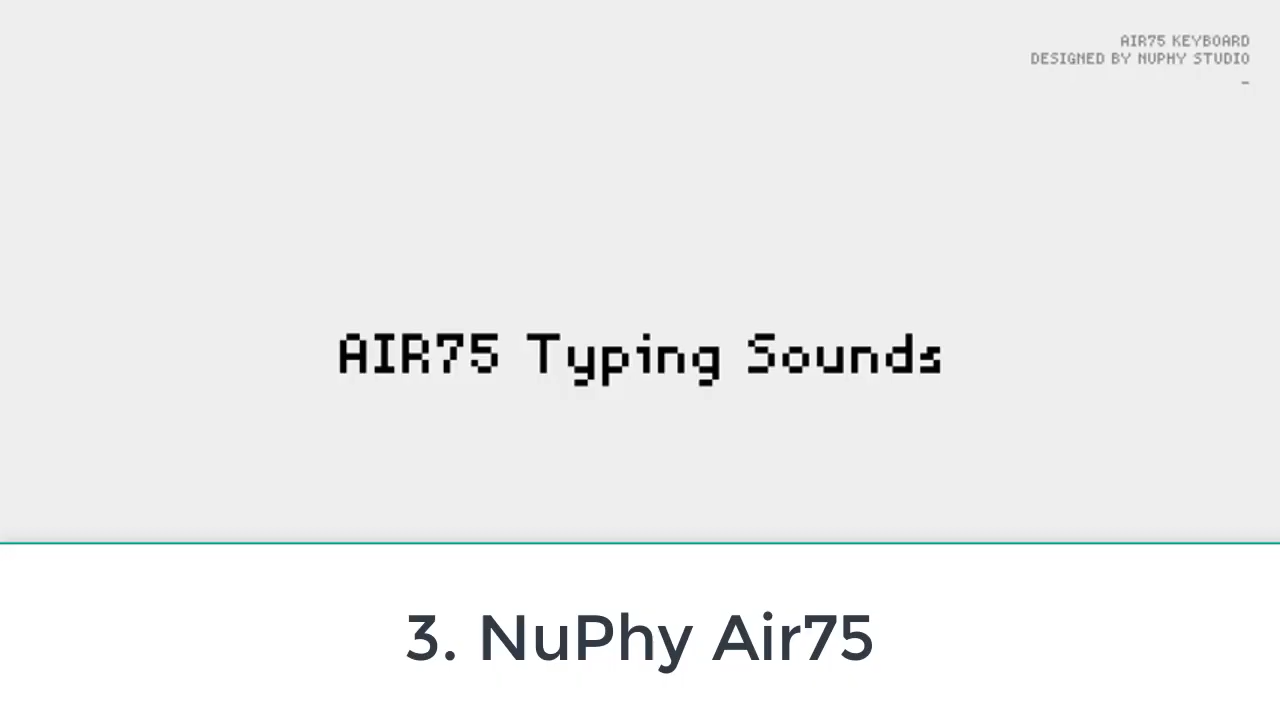 AIR75 KEYBOARD
DESIGNED BY NUPHY STUDIO
–
AIR75 Typing Sounds
3. NuPhy Air75